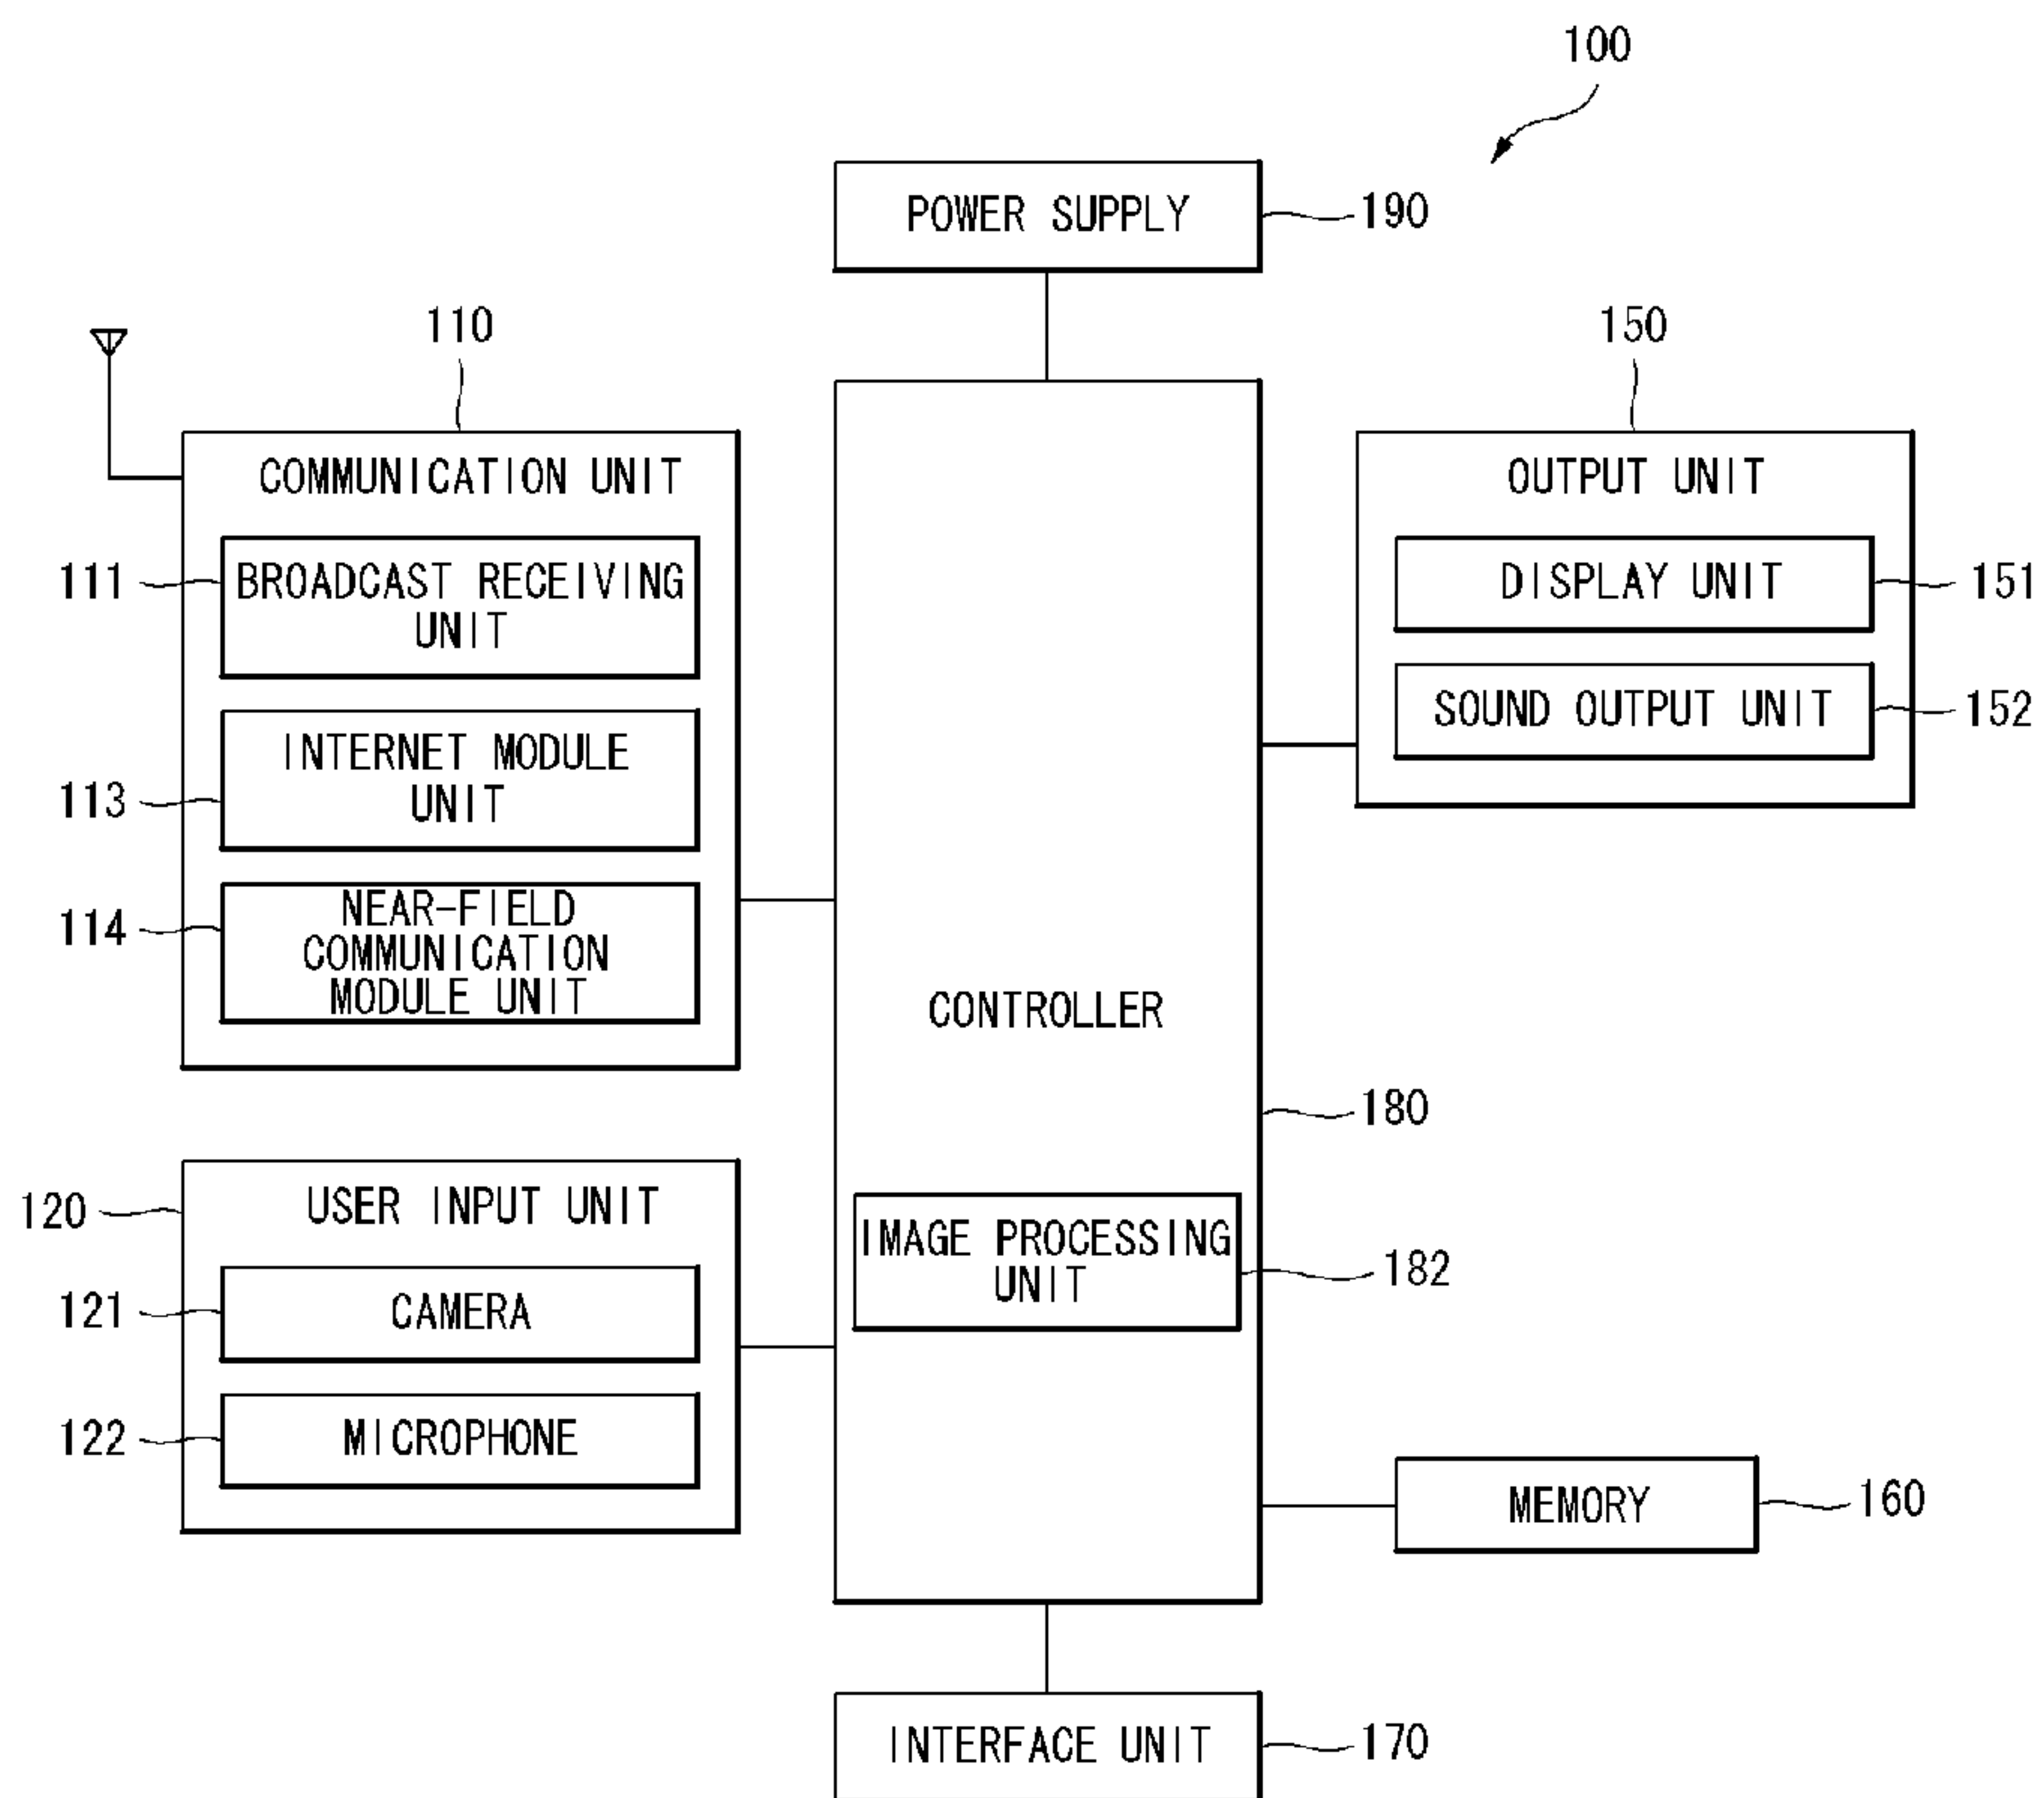 100
POWER SUPPLY
190
110
150
COMMUNICATION UNIT
OUTPUT UNIT
111
BROADCAST RECEIVING
UNIT
DISPLAY UNIT
151
SOUND OUTPUT UNIT
152
113
INTERNET MODULE
UNIT
114
NEAR-FIELD
COMMUNICATION
MODULE UNIT
CONTROLLER
180
120
USER INPUT UNIT
IMAGE PROCESSING
UNIT
182
121
CAMERA
122
MICROPHONE
MEMORY
160
INTERFACE UNIT
170